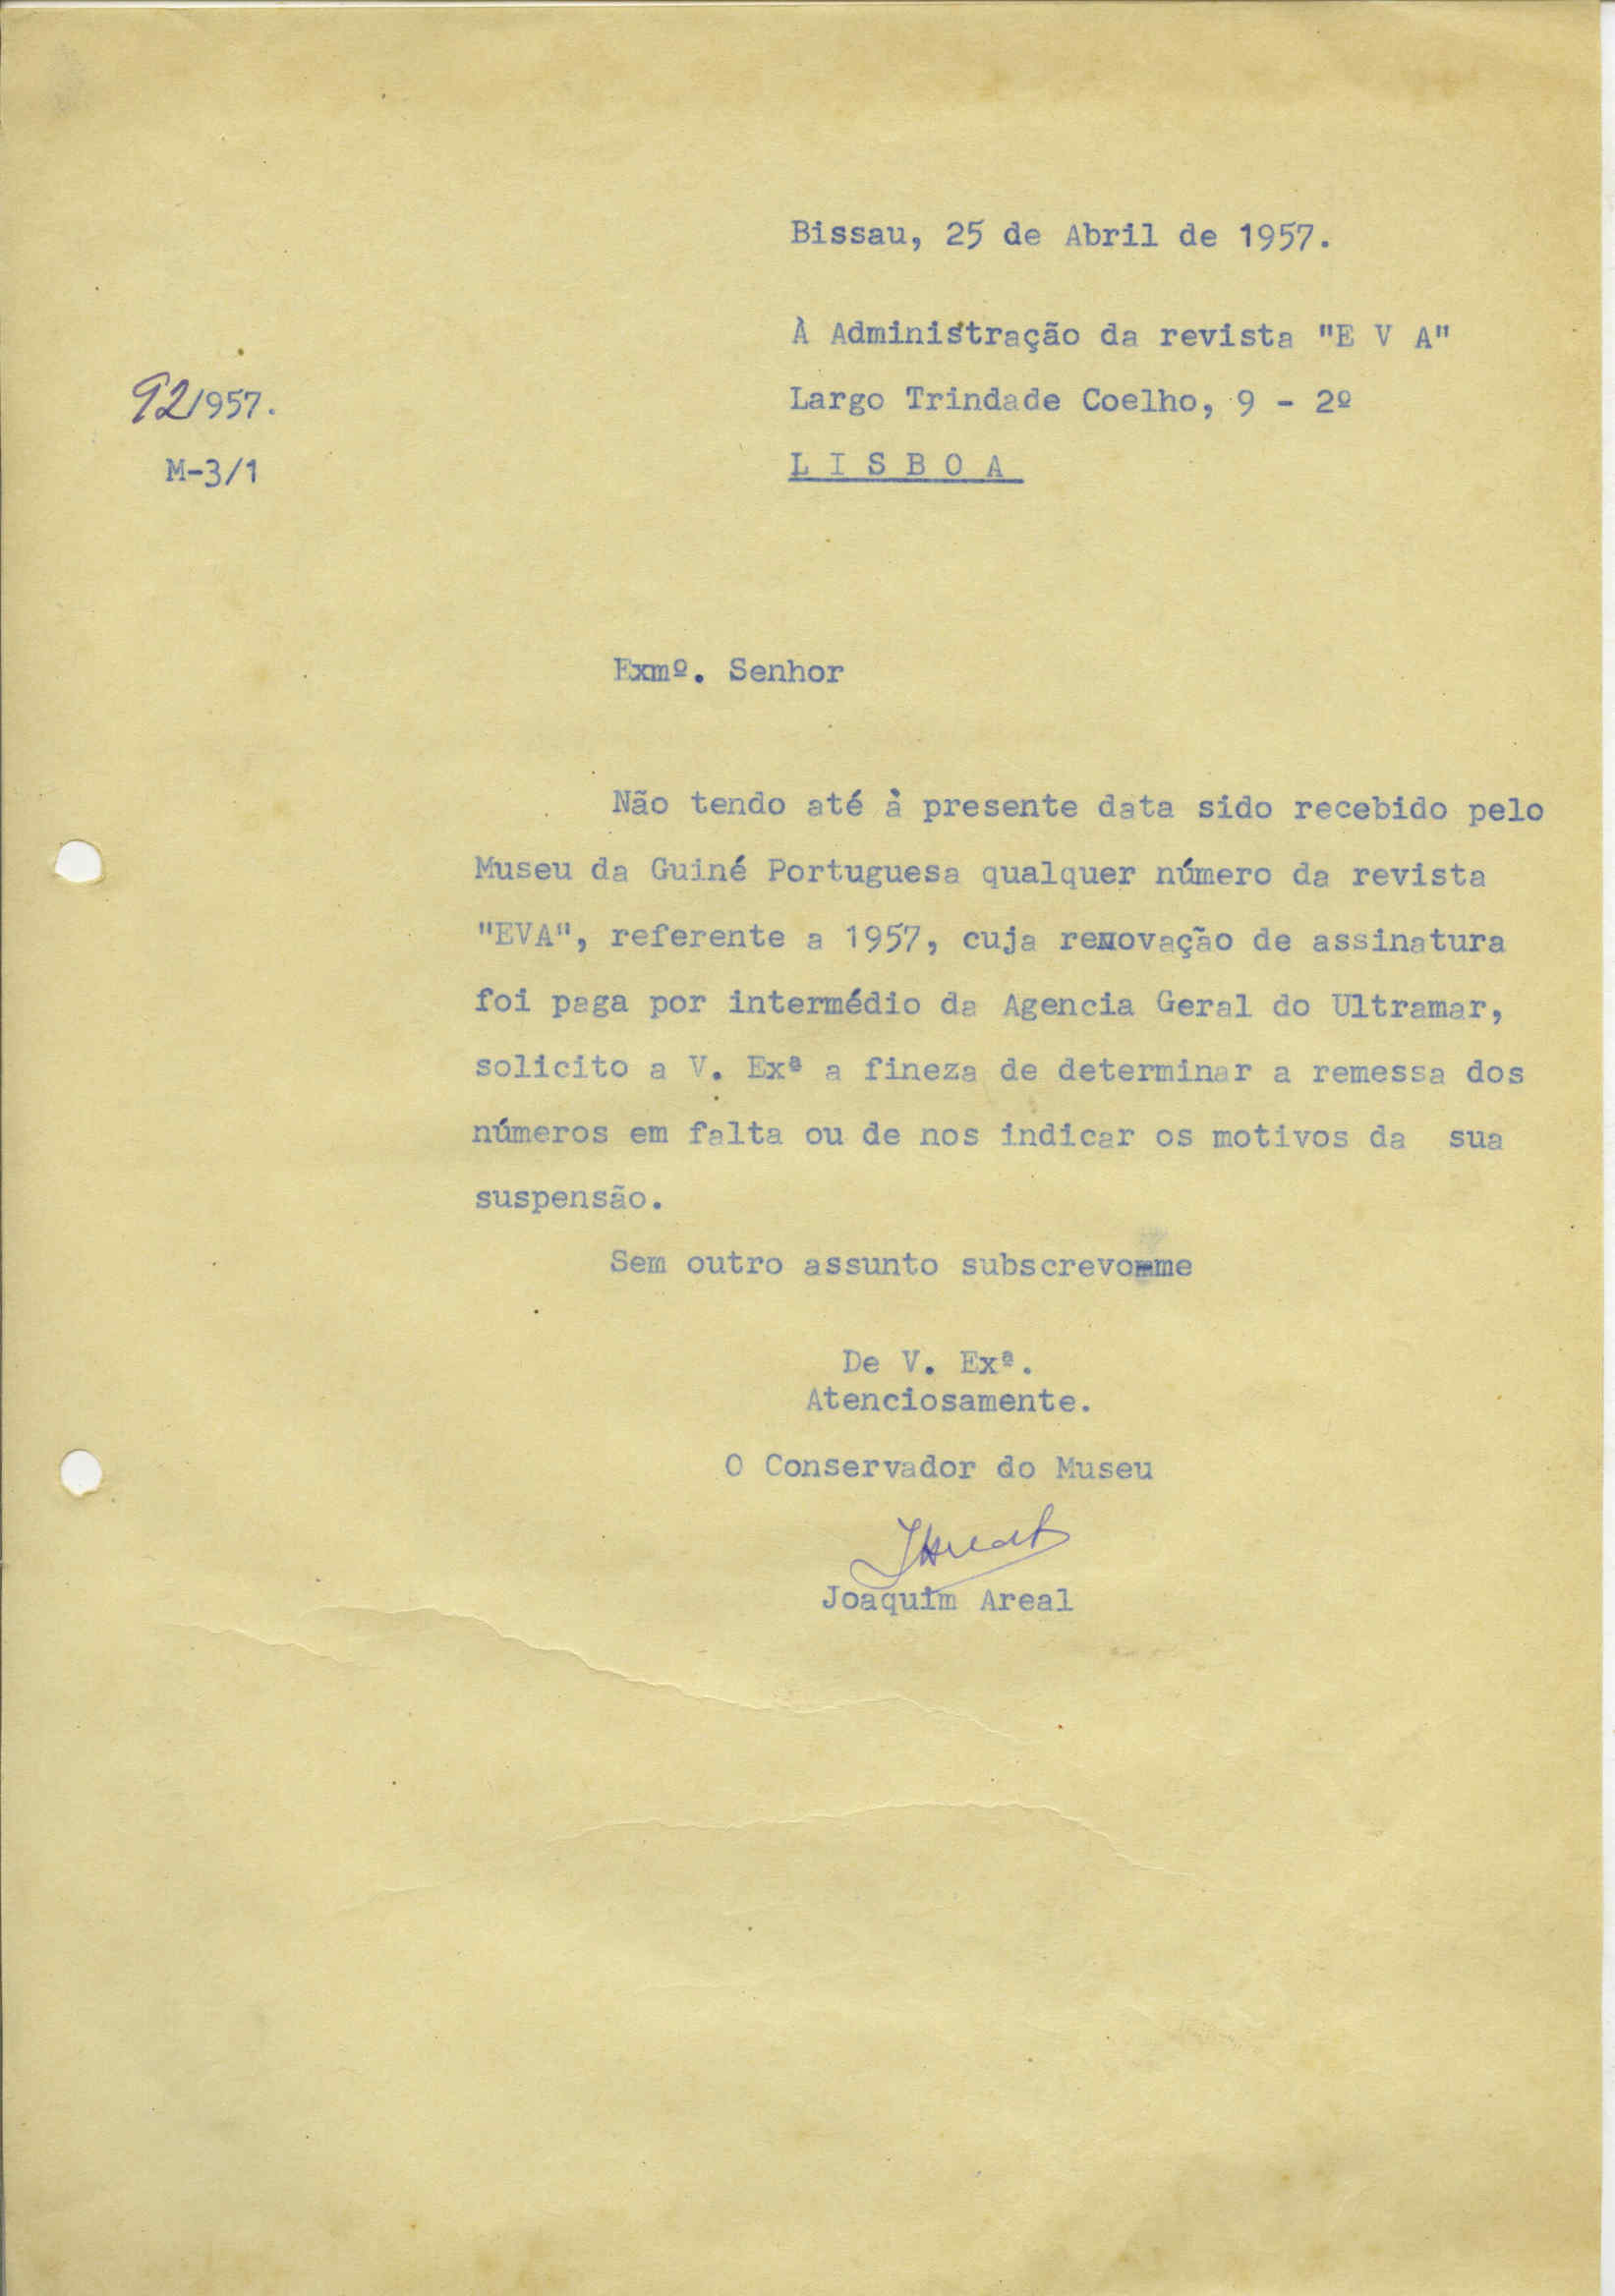 Bissau, 25 de Abril de 1957.
À Administração da revista "E V A"
92/957.
Largo Trindade Coelho, 9 - 2º
M-3/1
L I S B O A
Exmº. Senhor
Não tendo até à presente data sido recebido pelo
Museu da Guiné Portuguesa qualquer número da revista
"EVA", referente a 1957, cuja renovação de assinatura
foi paga por intermédio da Agencia Geral do Ultramar,
solicito a V. Exª a fineza de determinar a remessa dos
números em falta ou de nos indicar os motivos da sua
suspensão.
Sem outro assunto subscrevo-me
De V. Exª.
Atenciosamente.
O Conservador do Museu
JAreal
Joaquim Areal